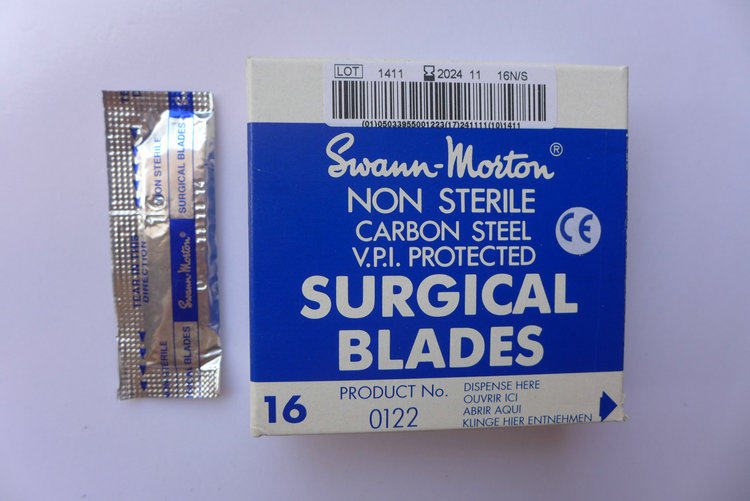 LOT 1411 2024 11 16N/S
(01)05033955001223(17)241111(10)1411
Swann-Morton®
NON STERILE
CARBON STEEL
V.P.I. PROTECTED
CE
SURGICAL
BLADES
16
PRODUCT No.
0122
DISPENSE HERE
OUVRIR ICI
ABRIR AQUI
KLINGE HIER ENTNEHMEN
TEAR IN THIS
DIRECTION
NON STERILE
SURGICAL BLADES
Swann-Morton®